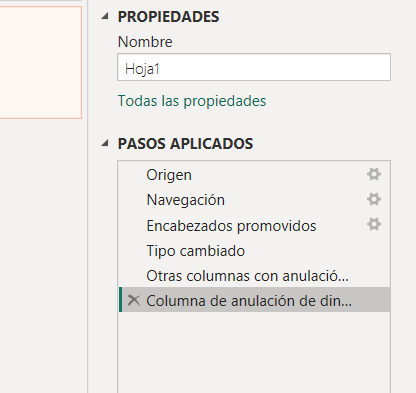 PROPIEDADES
Nombre
Hoja1
Todas las propiedades
PASOS APLICADOS
Origen
Navegación
Encabezados promovidos
Tipo cambiado
Otras columnas con anulació...
Columna de anulación de din...